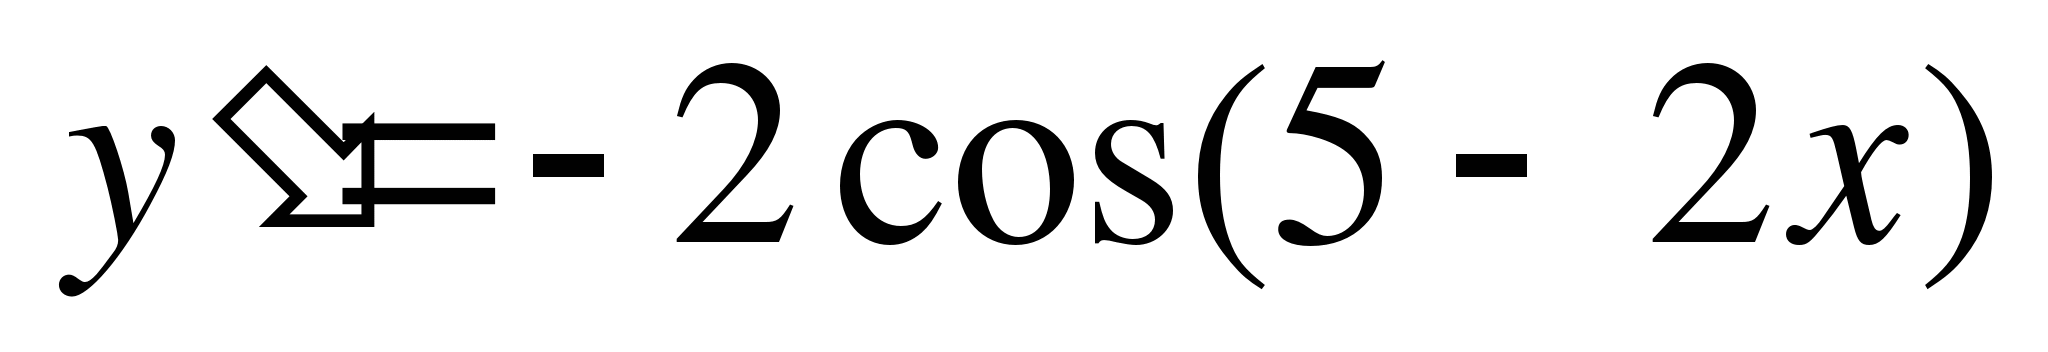 y ⬂= - 2 cos(5 - 2x)